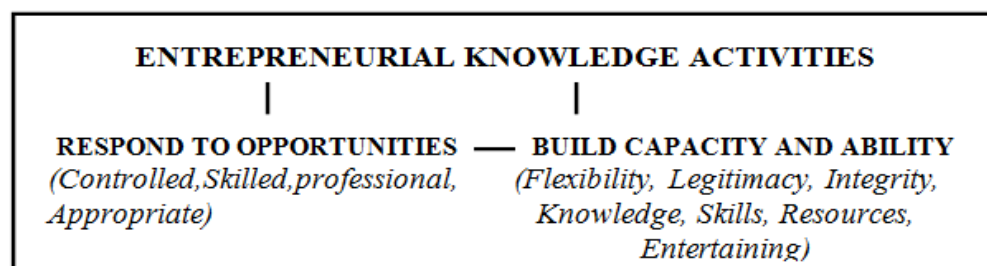 ENTREPRENEURIAL KNOWLEDGE ACTIVITIES
RESPOND TO OPPORTUNITIES
(Controlled,Skilled,professional,
Appropriate)
BUILD CAPACITY AND ABILITY
(Flexibility, Legitimacy, Integrity,
Knowledge, Skills, Resources,
Entertaining)